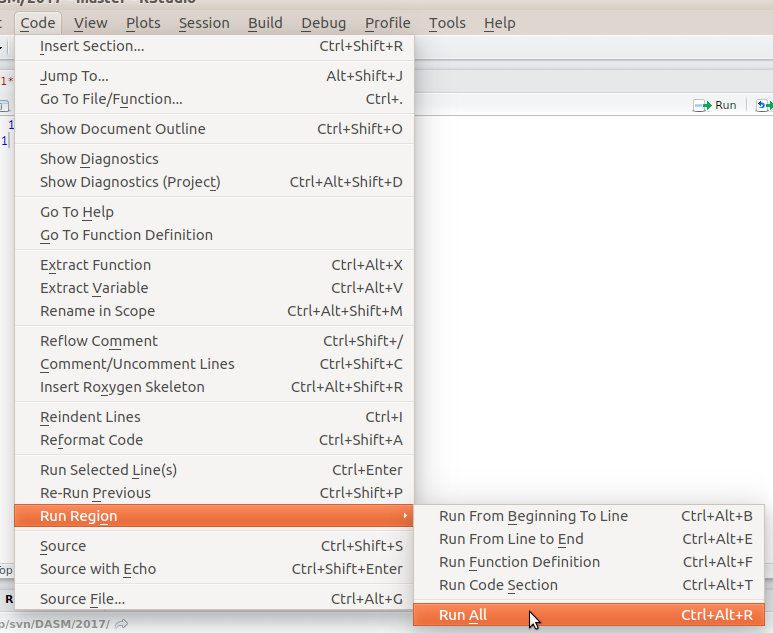 Code View Plots Session Build Debug Profile Tools Help
Insert Section... Ctrl+Shift+R
Jump To... Alt+Shift+J
Go To File/Function... Ctrl+.
Show Document Outline Ctrl+Shift+O
Show Diagnostics
Show Diagnostics (Project) Ctrl+Alt+Shift+D
Go To Help
Go To Function Definition
Extract Function Ctrl+Alt+X
Extract Variable Ctrl+Alt+V
Rename in Scope Ctrl+Alt+Shift+M
Reflow Comment Ctrl+Shift+/
Comment/Uncomment Lines Ctrl+Shift+C
Insert Roxygen Skeleton Ctrl+Alt+Shift+R
Reindent Lines Ctrl+I
Reformat Code Ctrl+Shift+A
Run Selected Line(s) Ctrl+Enter
Re-Run Previous Ctrl+Shift+P
Run Region
Source Ctrl+Shift+S
Source with Echo Ctrl+Shift+Enter
Source File... Ctrl+Alt+G
Run From Beginning To Line Ctrl+Alt+B
Run From Line to End Ctrl+Alt+E
Run Function Definition Ctrl+Alt+F
Run Code Section Ctrl+Alt+T
Run All Ctrl+Alt+R
Run
1*
1
1
R
p/svn/DASM/2017/